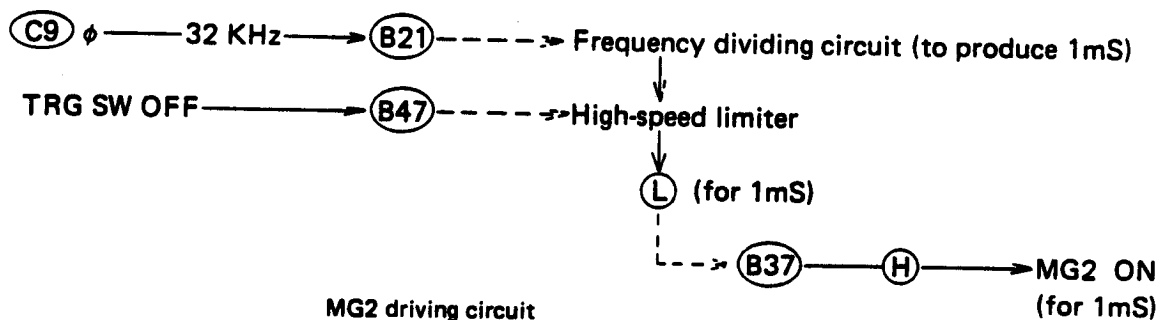 C9 φ 32 KHz B21 Frequency dividing circuit (to produce 1mS)
TRG SW OFF B47 High-speed limiter
L (for 1mS)
B37 H MG2 ON
(for 1mS)
MG2 driving circuit